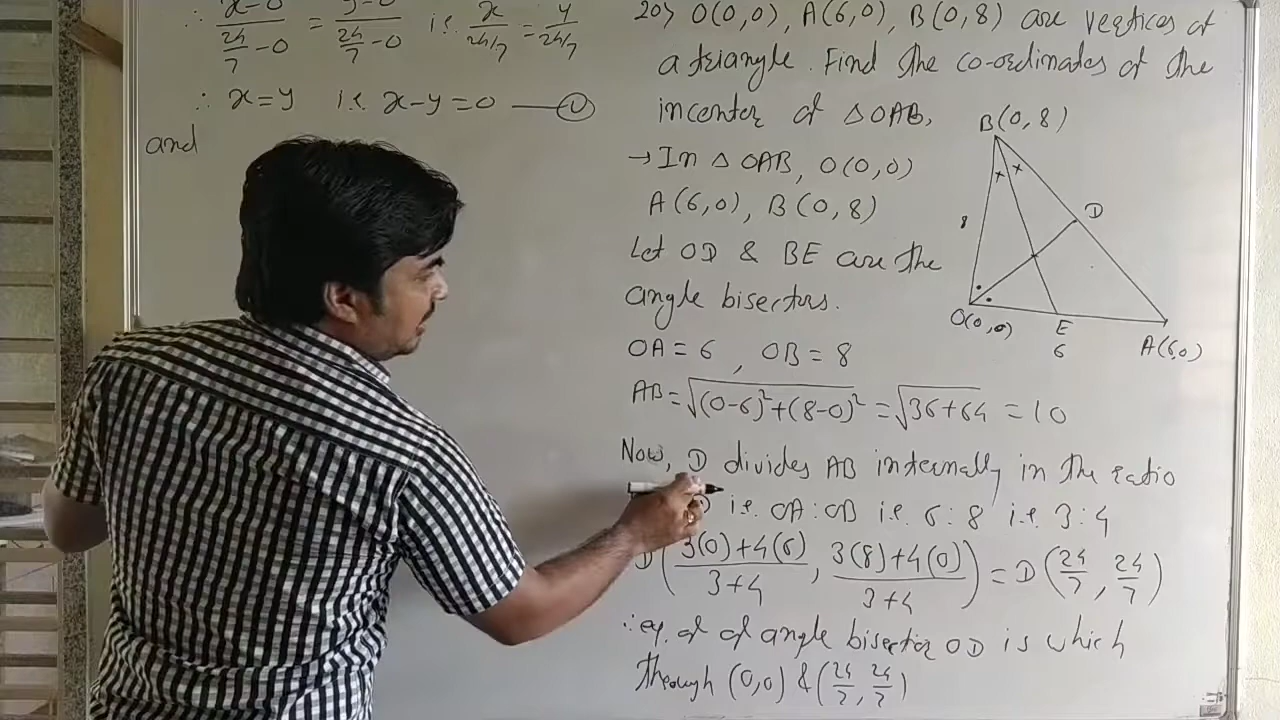 ∴ x-0/(24/7 - 0) = y-0/(24/7 - 0) i.e. x/(24/7) = y/(24/7)
∴ x=y i.e. x-y=0 — ①
and
20> O(0,0), A(6,0), B(0,8) are vertices of
a triangle. Find the co-ordinates of the
incenter of △OAB,
→ In △ OAB, O(0,0)
A(6,0), B(0,8)
Let OD & BE are the
angle bisectors.
OA = 6 , OB = 8
AB = √((0-6)²+(8-0)²) = √(36+64) = 10
Now, D divides AB internally in the ratio
i.e. OA:OB i.e. 6:8 i.e. 3:4
D(3(0)+4(6)/3+4, 3(8)+4(0)/3+4) = D(24/7, 24/7)
∴ eq. of of angle bisector OD is which
through (0,0) & (24/7, 24/7)
B(0,8)
x x
D
8
O(0,0)
E
6
A(6,0)